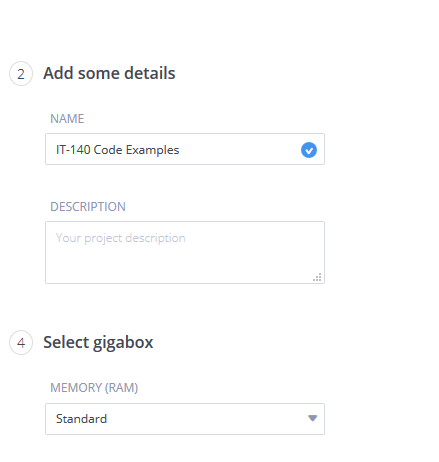 2 Add some details
NAME
IT-140 Code Examples
DESCRIPTION
Your project description
4 Select gigabox
MEMORY (RAM)
Standard